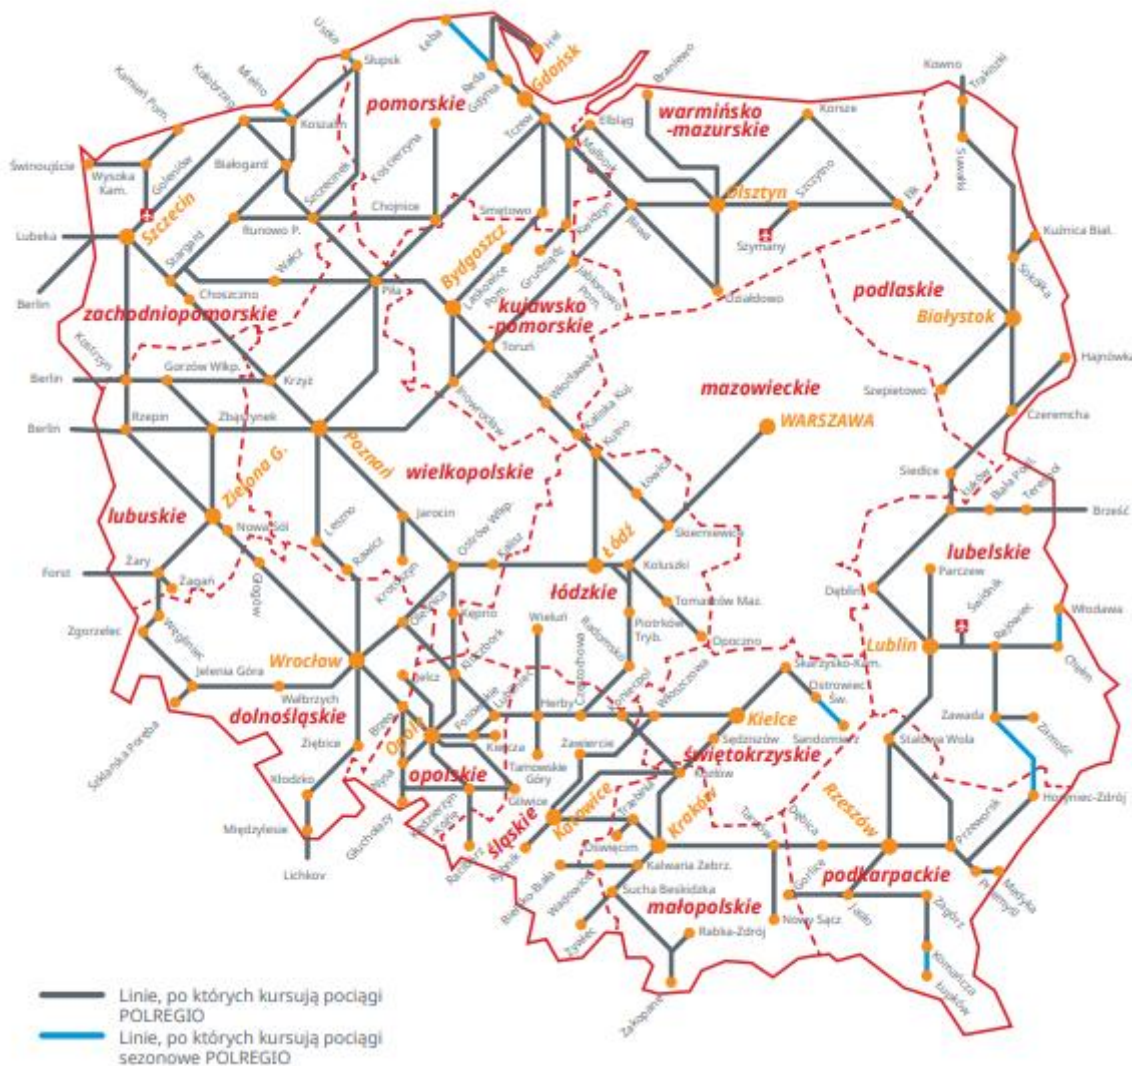 Ustka
Łeba
Hel
Słupsk
Reda
Gdynia
Gdańsk
Braniewo
Kowno
Trakiszki
Kamień Pom.
Kołobrzeg
Mielno
Koszalin
pomorskie
Tczew
Elbląg
warmińsko
-mazurskie
Korsze
Malbork
Suwałki
Świnoujście
Wysoka
Kam.
Goleniów
Białogard
Szczecinek
Kościerzyna
Olsztyn
Szczytno
Ełk
Chojnice
Smętowo
Kwidzyn
Iława
Szymany
Lubeka
Szczecin
Stargard
Runowo P.
Wałcz
Bydgoszcz
Laskowice
Pom.
Grudziądz
Jabłonowo
Pom.
Kuźnica Biał.
Sokółka
Berlin
Choszczno
Piła
Działdowo
podlaskie
zachodniopomorskie
kujawsko
-pomorskie
Białystok
Kostrzyn
Toruń
Hajnówka
Berlin
Gorzów Wlkp.
Krzyż
Włocławek
mazowieckie
Szepietowo
Inowrocław
Kaliska Kuj.
Czeremcha
Berlin
Rzepin
Zbąszynek
Poznań
Kutno
WARSZAWA
Zielona G.
wielkopolskie
Łowicz
Siedlce
Łuków
Biała Podl.
Terespol
Brześć
lubuskie
Nowa Sól
Leszno
Jarocin
Ostrów Wlkp.
Kalisz
Łódź
Skierniewice
lubelskie
Żary
Rawicz
Koluszki
Parczew
Forst
Żagań
Głogów
Krotoszyn
łódzkie
Dęblin
Świdnik
Włodawa
Zgorzelec
Węgliniec
Oleśnica
Kępno
Wieluń
Radomsko
Piotrków
Tryb.
Tomaszów Maz.
Opoczno
Lublin
Rejowiec
Chełm
Wrocław
Kluczbork
Jelenia Góra
Jelcz
Lubliniec
Częstochowa
Koniecpol
Włoszczowa
Skarżysko-Kam.
Ostrowiec
Św.
Wałbrzych
dolnośląskie
Brzeg
Opole
Fosowskie
Herby
Kielce
Zawada
Zamość
Szklarska Poręba
Ziębice
Kielcza
Zawiercie
Sędziszów
Sandomierz
Stalowa Wola
Tarnowskie
Góry
świętokrzyskie
Kłodzko
Nysa
opolskie
Gliwice
Kozłów
Horyniec-Zdrój
Kędzierzyn
Koźle
śląskie
Katowice
Trzebinia
Kraków
Tarnów
Dębica
Rzeszów
Przeworsk
Międzylesie
Głuchołazy
Racibórz
Rybnik
Oświęcim
Lichkov
Bielsko-Biała
Wadowice
Kalwaria Zebrz.
Gorlice
podkarpackie
Przemyśl
Medyka
Sucha Beskidzka
małopolskie
Jasło
Zagórz
Żywiec
Rabka-Zdrój
Nowy Sącz
Komańcza
Łupków
Zakopane
Linie, po których kursują pociągi
POLREGIO
Linie, po których kursują pociągi
sezonowe POLREGIO